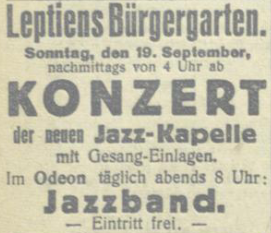 Leptiens Bürgergarten.
Sonntag, den 19. September,
nachmittags von 4 Uhr ab
KONZERT
der neuen Jazz-Kapelle
mit Gesang-Einlagen.
Im Odeon täglich abends 8 Uhr:
Jazzband.
— Eintritt frei. —